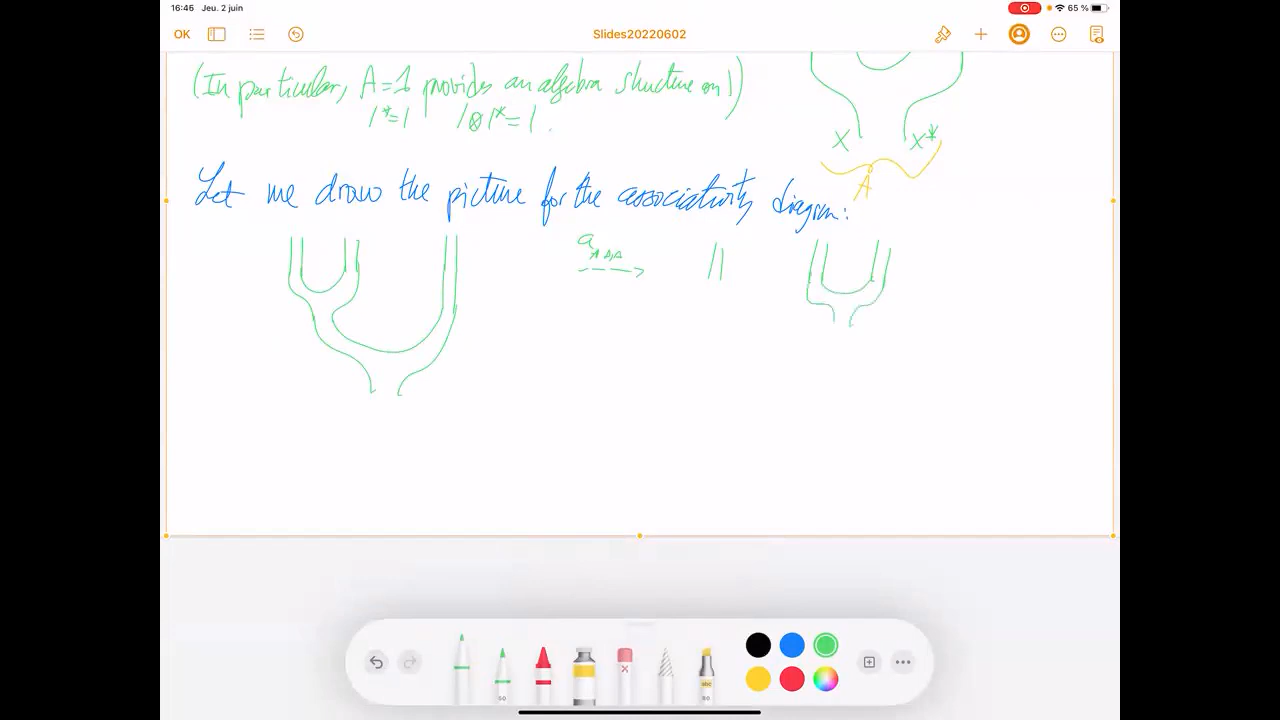 16:45 Jeu. 2 juin
65 %
OK
Slides20220602
(In particular, A=1 provides an algebra structure on 1)
1*=1 1⊗1*=1.
X X*
A
Let me draw the picture for the associativity diagram:
a A,A,A